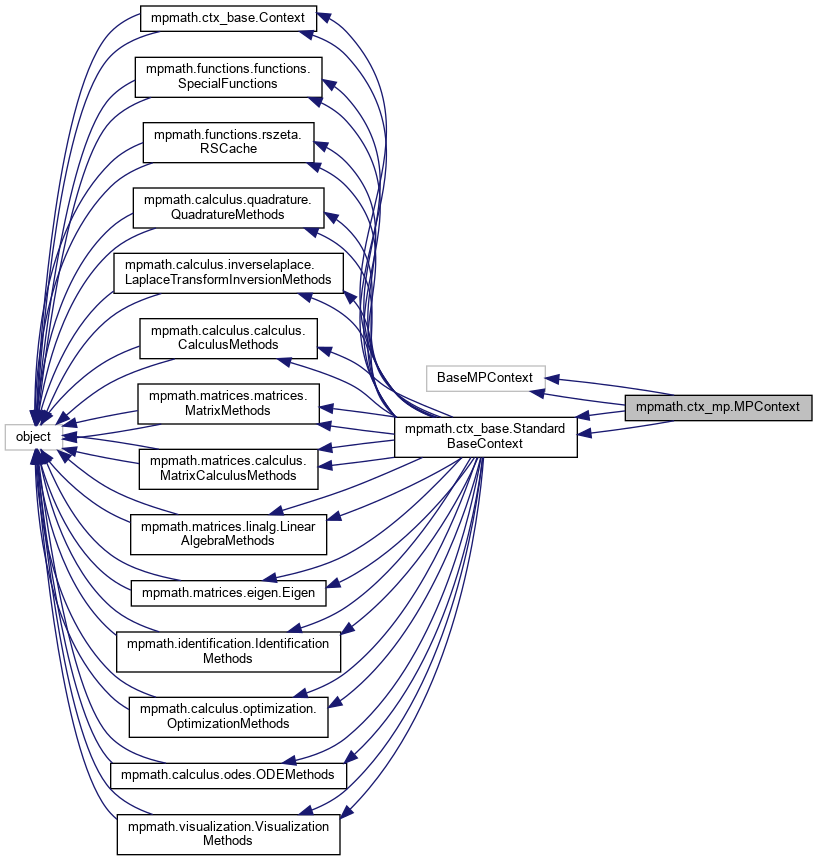 mpmath.ctx_base.Context
mpmath.functions.functions.
SpecialFunctions
mpmath.functions.rszeta.
RSCache
mpmath.calculus.quadrature.
QuadratureMethods
mpmath.calculus.inverselaplace.
LaplaceTransformInversionMethods
mpmath.calculus.calculus.
CalculusMethods
mpmath.matrices.matrices.
MatrixMethods
object
mpmath.matrices.calculus.
MatrixCalculusMethods
mpmath.matrices.linalg.Linear
AlgebraMethods
mpmath.matrices.eigen.Eigen
mpmath.identification.Identification
Methods
mpmath.calculus.optimization.
OptimizationMethods
mpmath.calculus.odes.ODEMethods
mpmath.visualization.Visualization
Methods
BaseMPContext
mpmath.ctx_base.Standard
BaseContext
mpmath.ctx_mp.MPContext